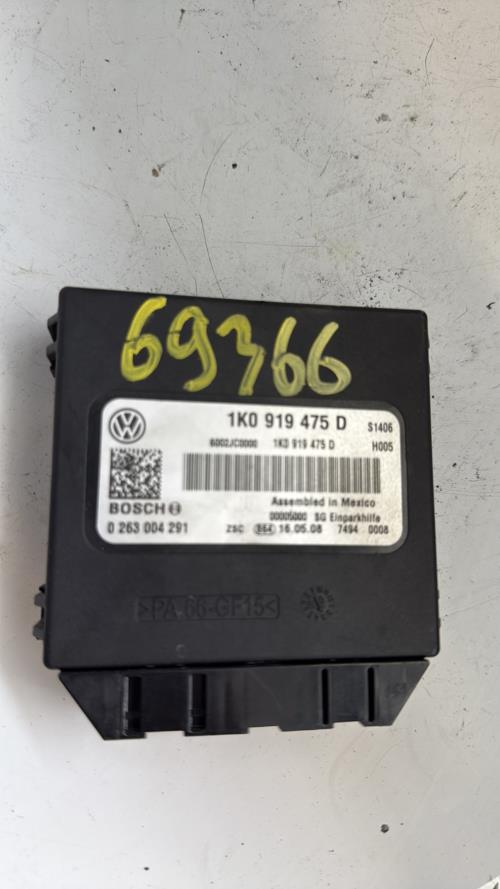 69366
1K0 919 475 D S1406
6002JC0000 1K0 919 475 D H005
BOSCH
Assembled in Mexico
00005000 SG Einparkhilfe
0 263 004 291 ZSC 864 16.05.08 7494 0008
>PA 66-GF15<